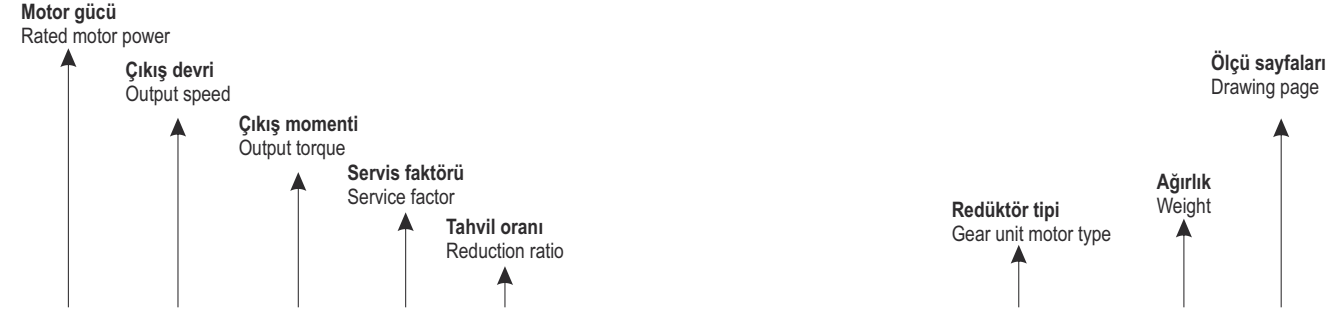 Motor gücü
Rated motor power
Çıkış devri
Output speed
Çıkış momenti
Output torque
Servis faktörü
Service factor
Tahvil oranı
Reduction ratio
Redüktör tipi
Gear unit motor type
Ağırlık
Weight
Ölçü sayfaları
Drawing page